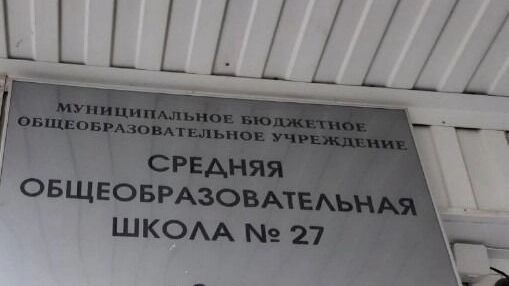 МУНИЦИПАЛЬНОЕ БЮДЖЕТНОЕ
ОБЩЕОБРАЗОВАТЕЛЬНОЕ УЧРЕЖДЕНИЕ
СРЕДНЯЯ
ОБЩЕОБРАЗОВАТЕЛЬНАЯ
ШКОЛА № 27